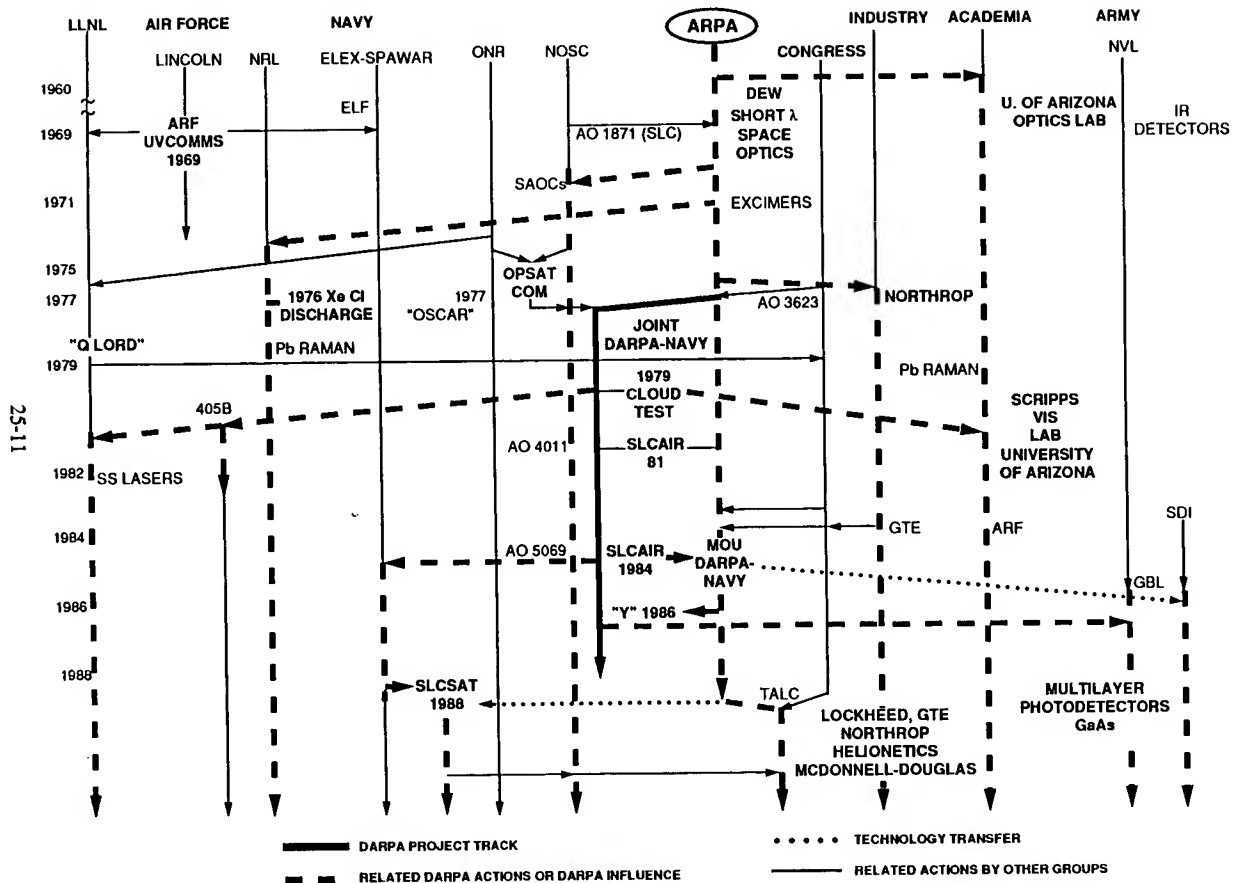 LLNL AIR FORCE NAVY ARPA INDUSTRY ACADEMIA ARMY
LINCOLN NRL ELEX-SPAWAR ONR NOSC CONGRESS NVL
1960
DEW
SHORT λ
SPACE
OPTICS
U. OF ARIZONA
OPTICS LAB
IR
DETECTORS
ELF
1969
ARF
UVCOMMS
1969
AO 1871 (SLC)
SAOCs
1971
EXCIMERS
1975
OPSAT
COM
1977
1976 Xe Cl
DISCHARGE
1977
"OSCAR"
AO 3623
NORTHROP
JOINT
DARPA-NAVY
"Q LORD"
Pb RAMAN
1979
Pb RAMAN
1979
CLOUD
TEST
405B
SCRIPPS
VIS
LAB
UNIVERSITY
OF ARIZONA
AO 4011
SLCAIR
81
1982
SS LASERS
SDI
GTE
ARF
1984
AO 5069
SLCAIR
1984
MOU
DARPA-
NAVY
GBL
1986
"Y" 1986
1988
SLCSAT
1988
TALC
MULTILAYER
PHOTODETECTORS
GaAs
LOCKHEED, GTE
NORTHROP
HELIONETICS
MCDONNELL-DOUGLAS
DARPA PROJECT TRACK
TECHNOLOGY TRANSFER
RELATED DARPA ACTIONS OR DARPA INFLUENCE
RELATED ACTIONS BY OTHER GROUPS
25-11